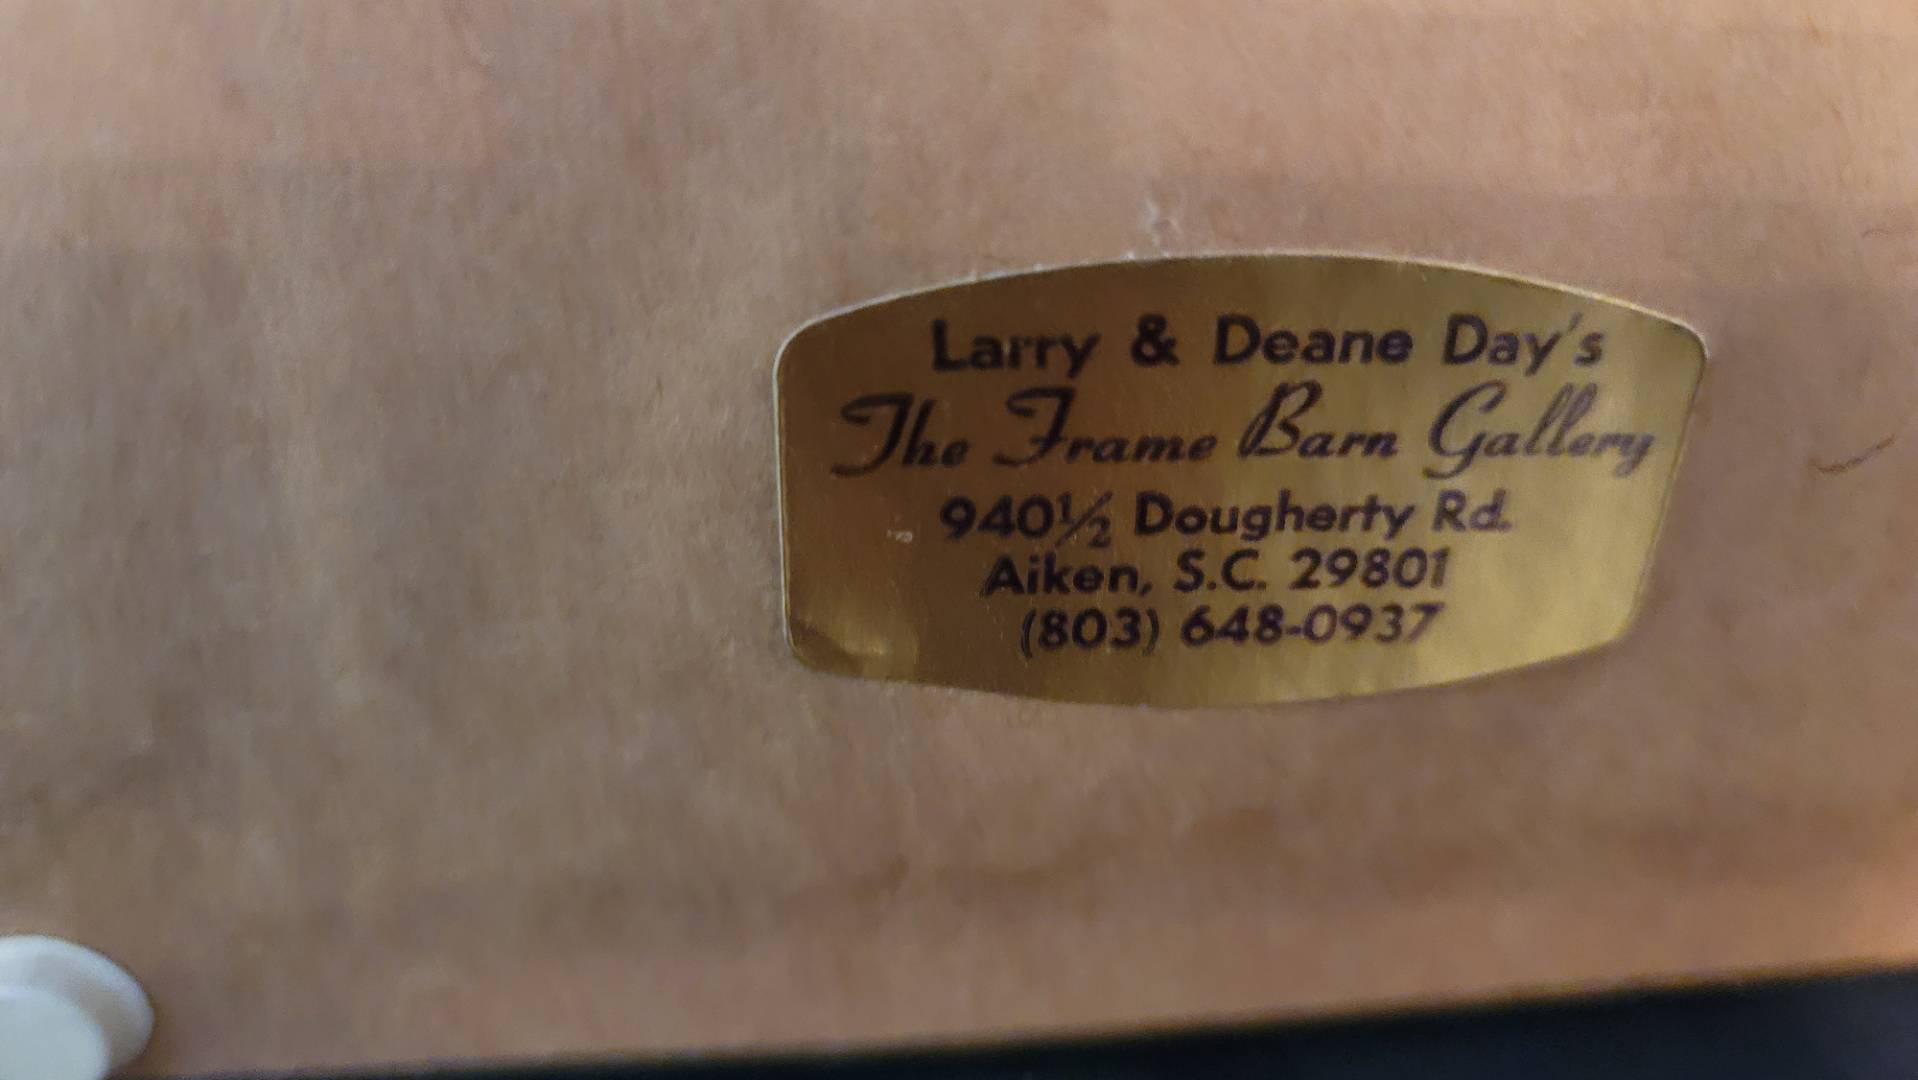 Larry & Deane Day's
The Frame Barn Gallery
940½ Dougherty Rd.
Aiken, S.C. 29801
(803) 648-0937